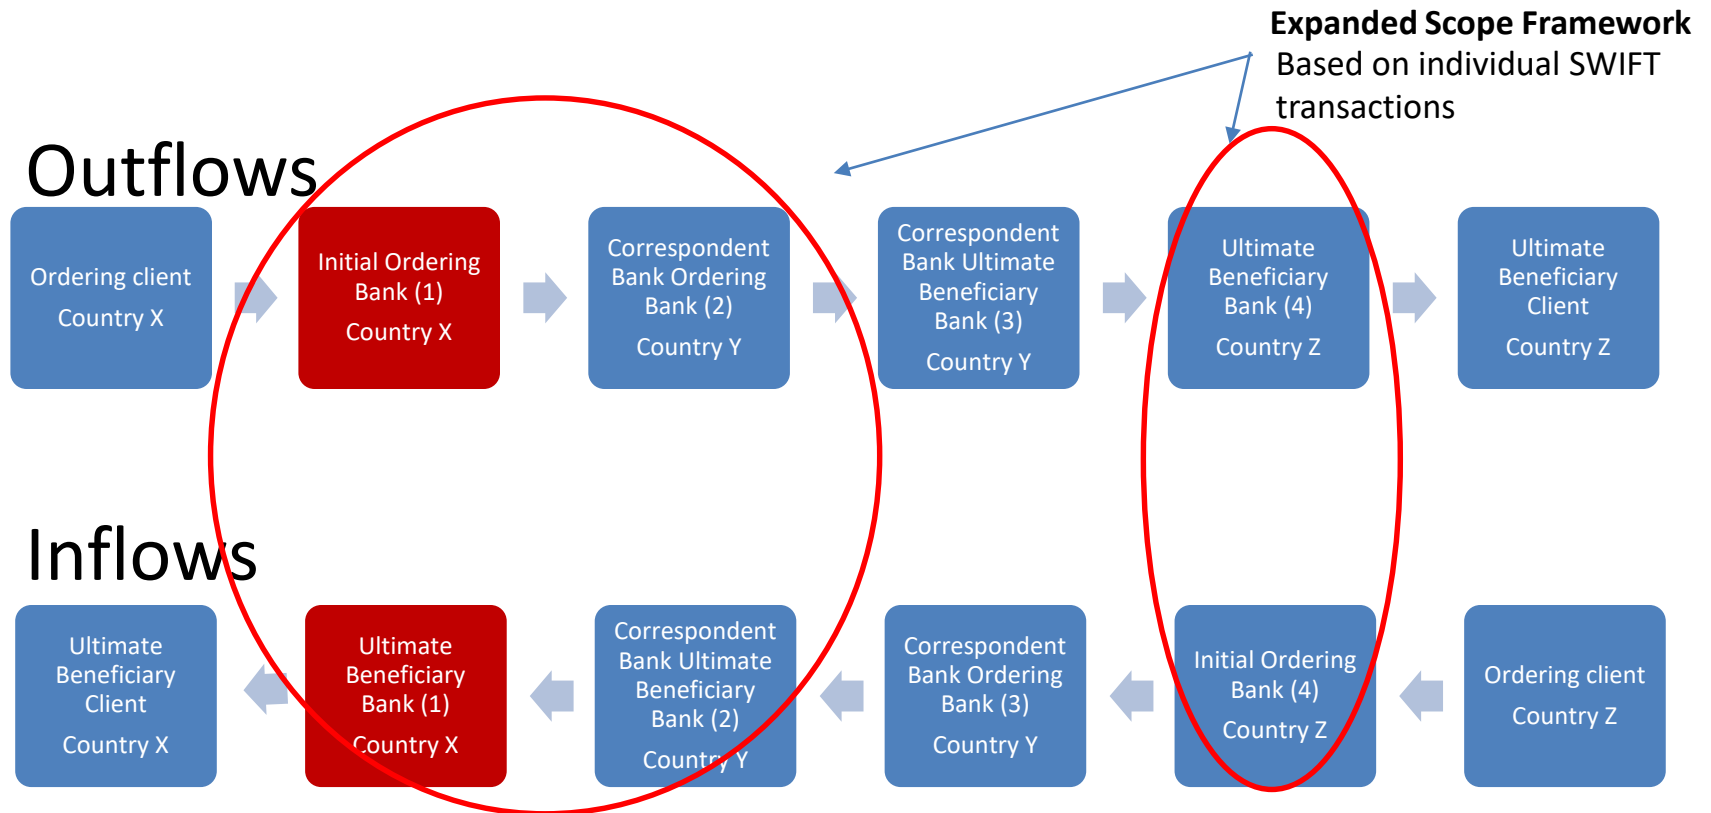 Expanded Scope Framework
Based on individual SWIFT
transactions
Outflows
Ordering client
Country X
Initial Ordering
Bank (1)
Country X
Correspondent
Bank Ordering
Bank (2)
Country Y
Correspondent
Bank Ultimate
Beneficiary
Bank (3)
Country Y
Ultimate
Beneficiary
Bank (4)
Country Z
Ultimate
Beneficiary
Client
Country Z
Inflows
Ultimate
Beneficiary
Client
Country X
Ultimate
Beneficiary
Bank (1)
Country X
Correspondent
Bank Ultimate
Beneficiary
Bank (2)
Country Y
Correspondent
Bank Ordering
Bank (3)
Country Y
Initial Ordering
Bank (4)
Country Z
Ordering client
Country Z